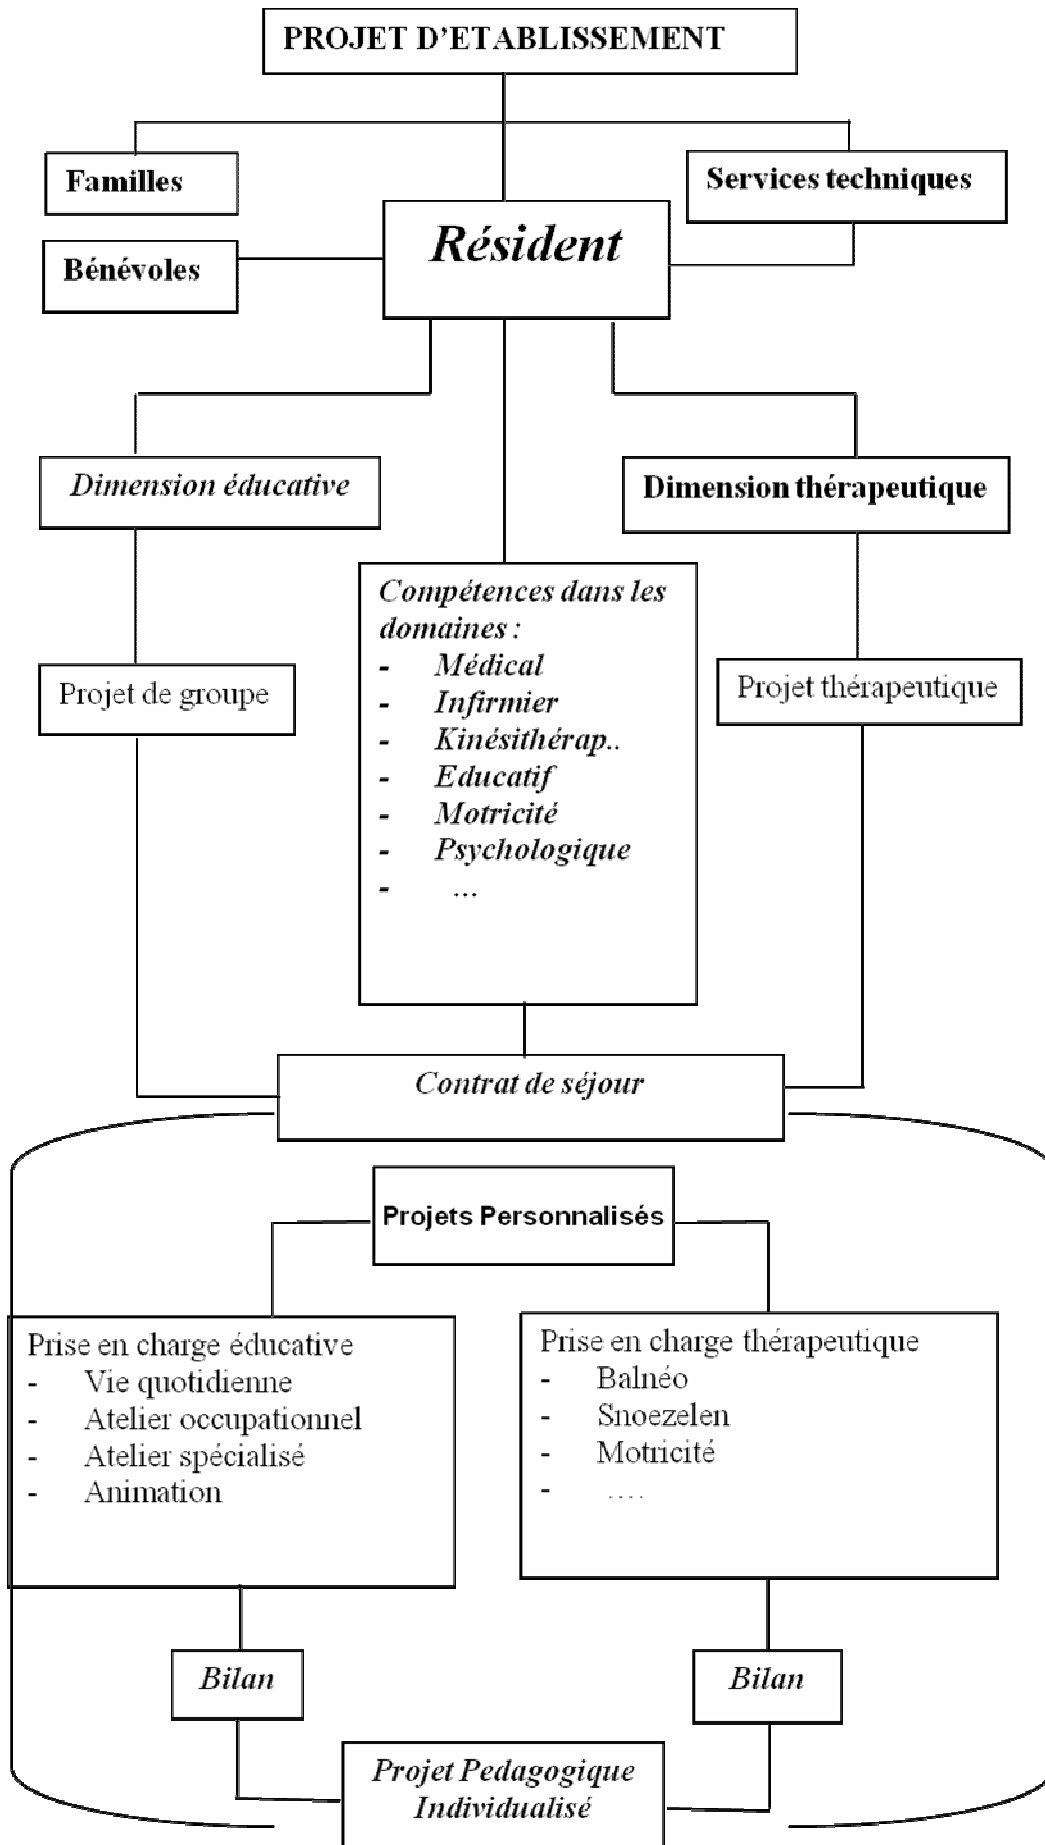 PROJET D'ETABLISSEMENT
Familles
Services techniques
Résident
Bénévoles
Dimension éducative
Dimension thérapeutique
Compétences dans les
domaines :
- Médical
- Infirmier
- Kinésithérap..
- Educatif
- Motricité
- Psychologique
- ...
Projet de groupe
Projet thérapeutique
Contrat de séjour
Projets Personnalisés
Prise en charge éducative
- Vie quotidienne
- Atelier occupationnel
- Atelier spécialisé
- Animation
Prise en charge thérapeutique
- Balnéo
- Snoezelen
- Motricité
- ....
Bilan
Bilan
Projet Pedagogique
Individualisé